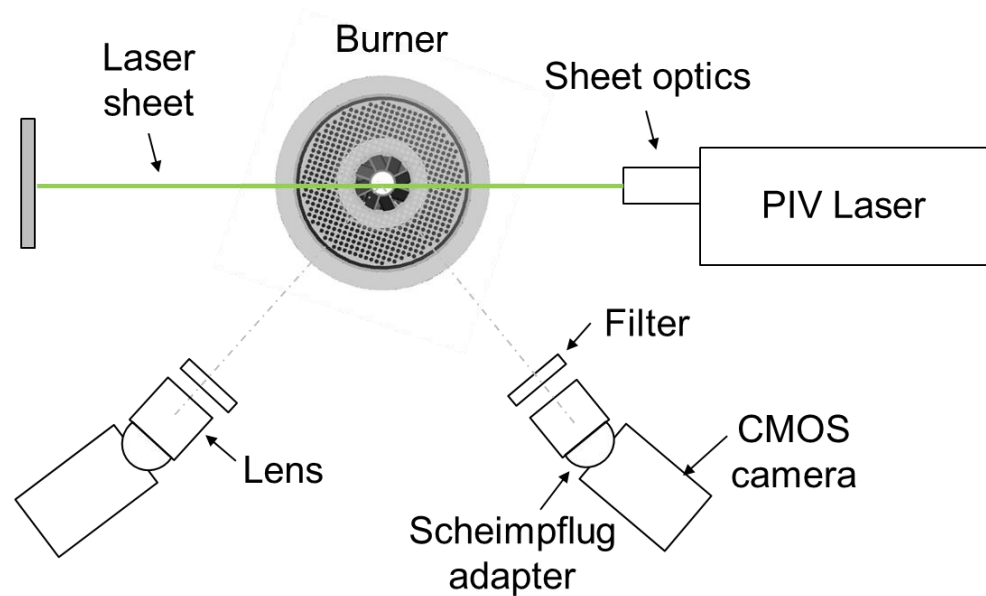 Burner
Laser
sheet
Sheet optics
PIV Laser
Filter
Lens
CMOS
camera
Scheimpflug
adapter